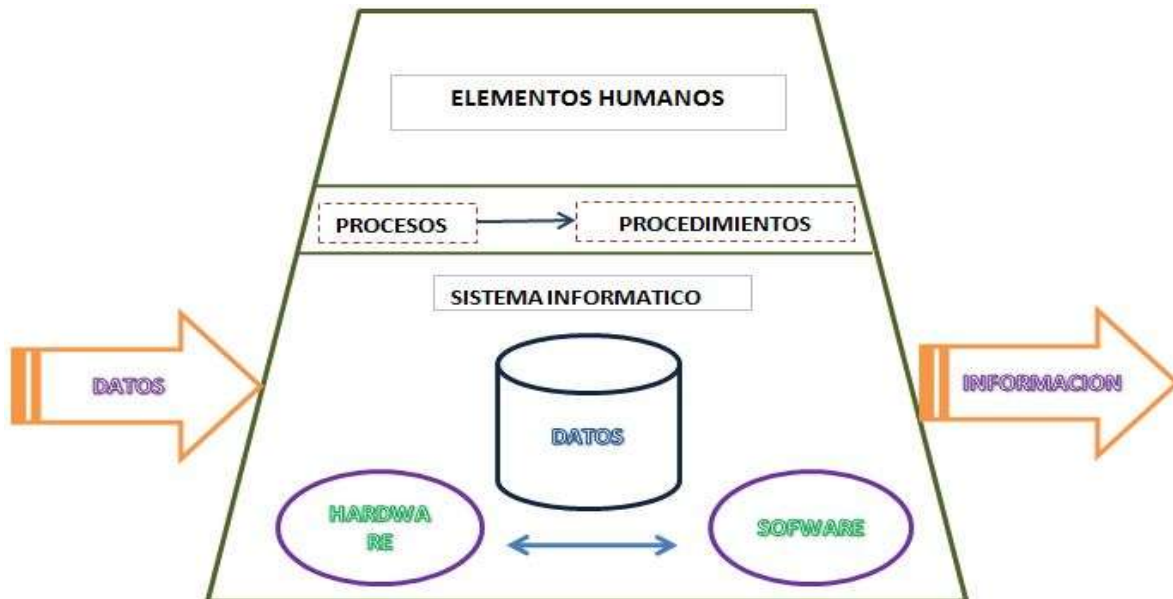 ELEMENTOS HUMANOS
PROCESOS
PROCEDIMIENTOS
SISTEMA INFORMATICO
DATOS
DATOS
INFORMACION
HARDWA
RE
SOFWARE